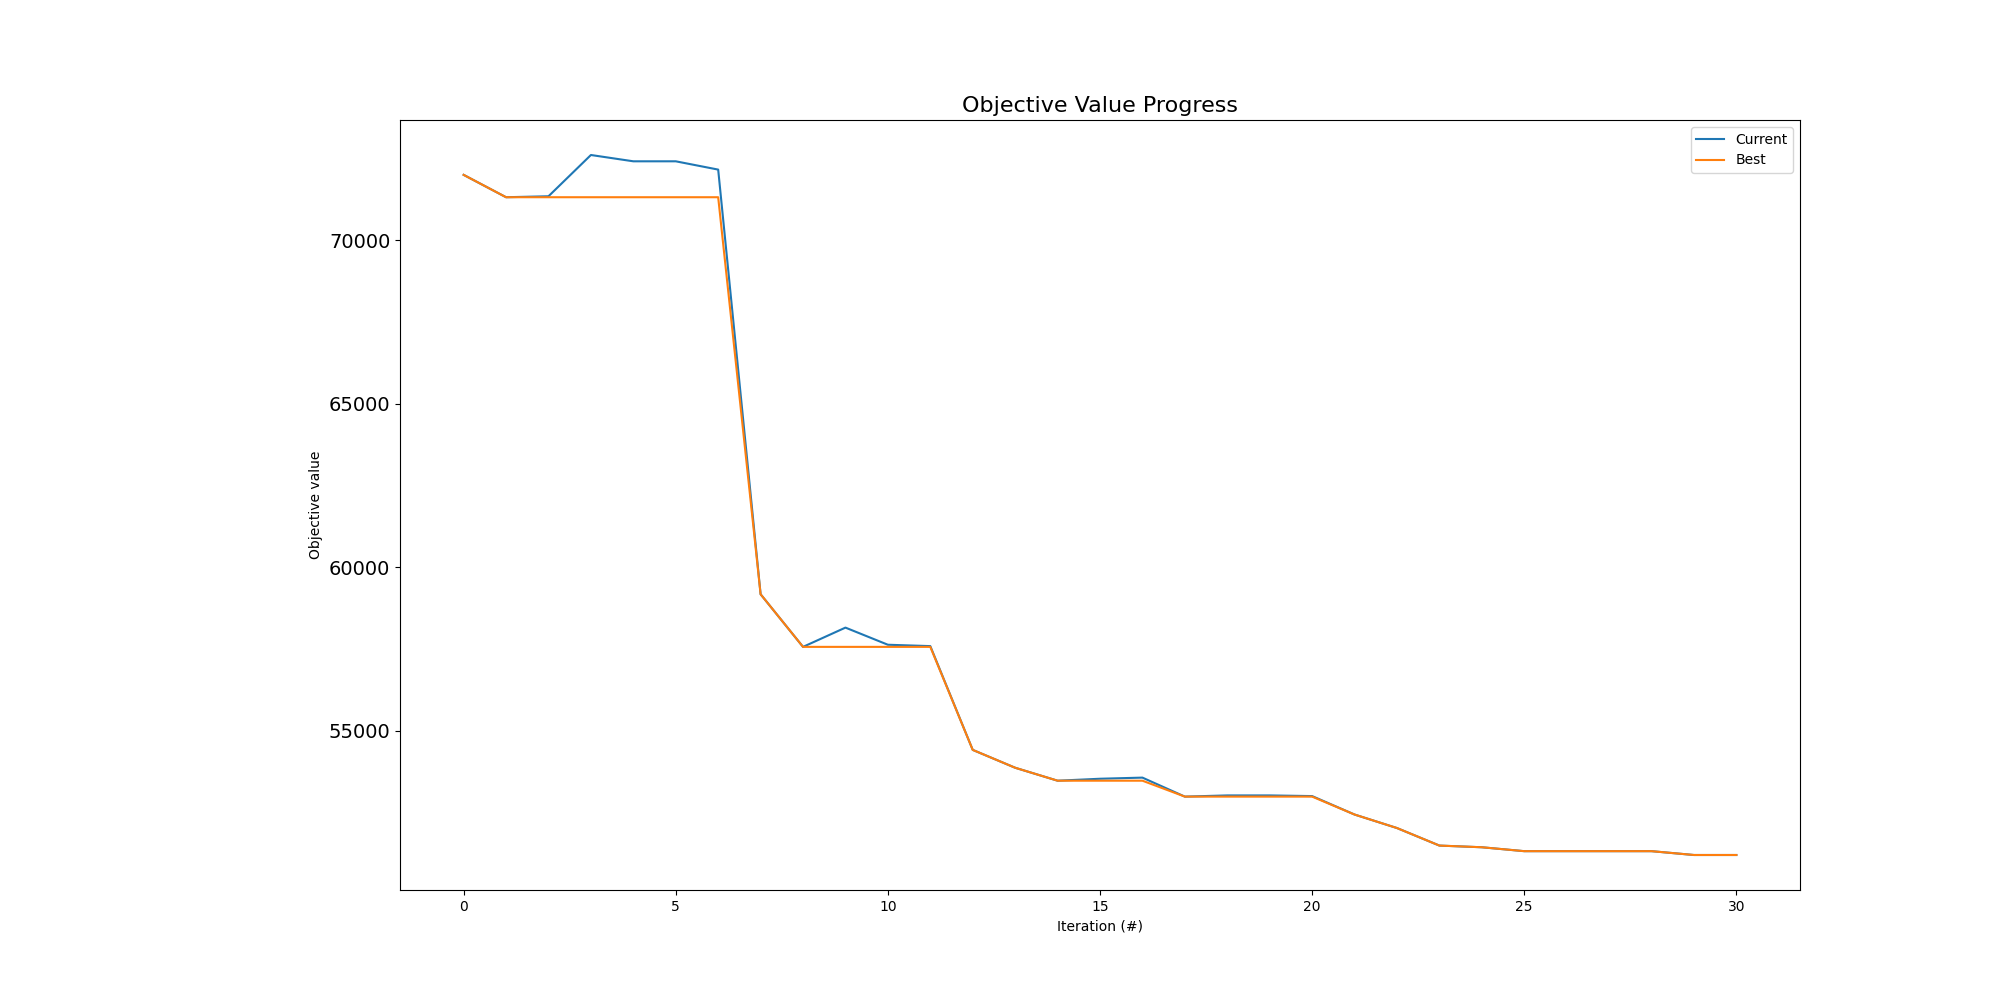 Objective Value Progress
Current
Best
70000
65000
60000
55000
Objective value
0 5 10 15 20 25 30
Iteration (#)